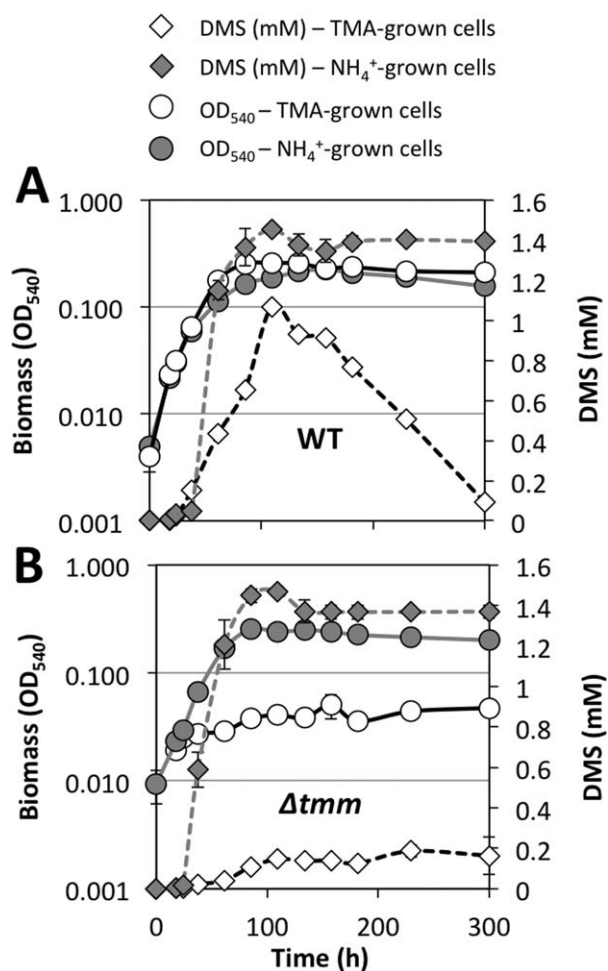 DMS (mM) – TMA-grown cells
DMS (mM) – NH₄⁺-grown cells
OD₅₄₀ – TMA-grown cells
OD₅₄₀ – NH₄⁺-grown cells
A
1.000
0.100
0.010
0.001
Biomass (OD₅₄₀)
1.6
1.4
1.2
1
0.8
0.6
0.4
0.2
0
DMS (mM)
WT
B
1.000
0.100
0.010
0.001
Biomass (OD₅₄₀)
1.6
1.4
1.2
1
0.8
0.6
0.4
0.2
0
DMS (mM)
Δtmm
0 100 200 300
Time (h)